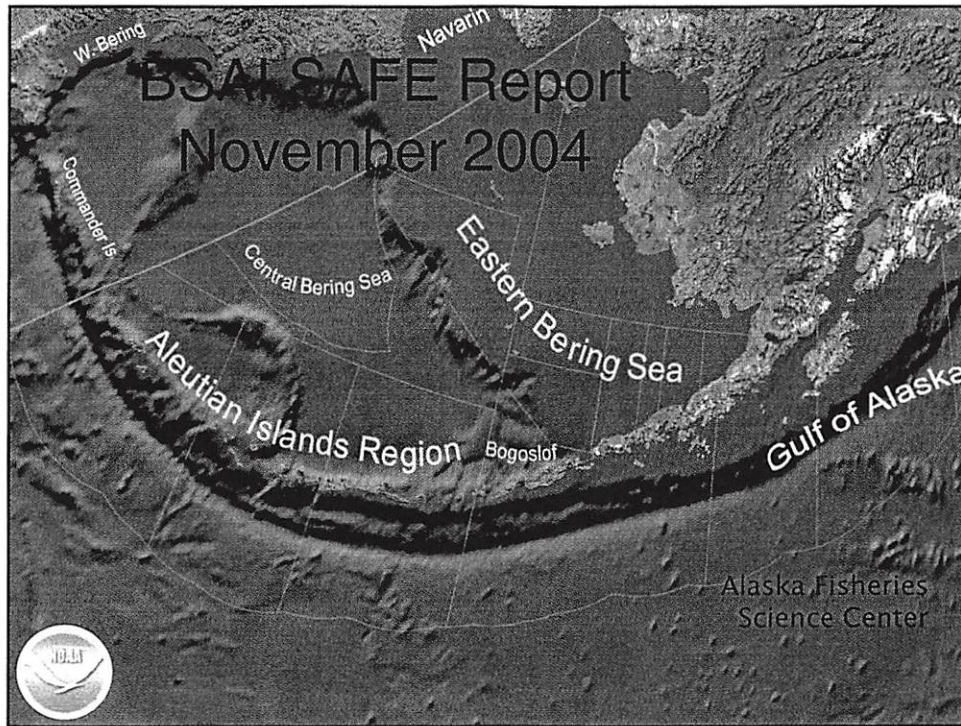 W. Bering
Navarin
BSAI SAFE Report
November 2004
Commander Is
Central Bering Sea
Eastern Bering Sea
Aleutian Islands Region
Bogoslof
Gulf of Alaska
Alaska Fisheries
Science Center
NOAA